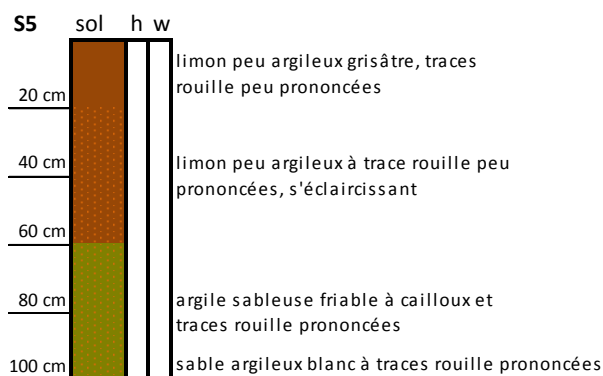 S5 sol h w
limon peu argileux grisâtre, traces
rouille peu prononcées
20 cm
40 cm
limon peu argileux à trace rouille peu
prononcées, s'éclaircissant
60 cm
80 cm
argile sableuse friable à cailloux et
traces rouille prononcées
100 cm
sable argileux blanc à traces rouille prononcées